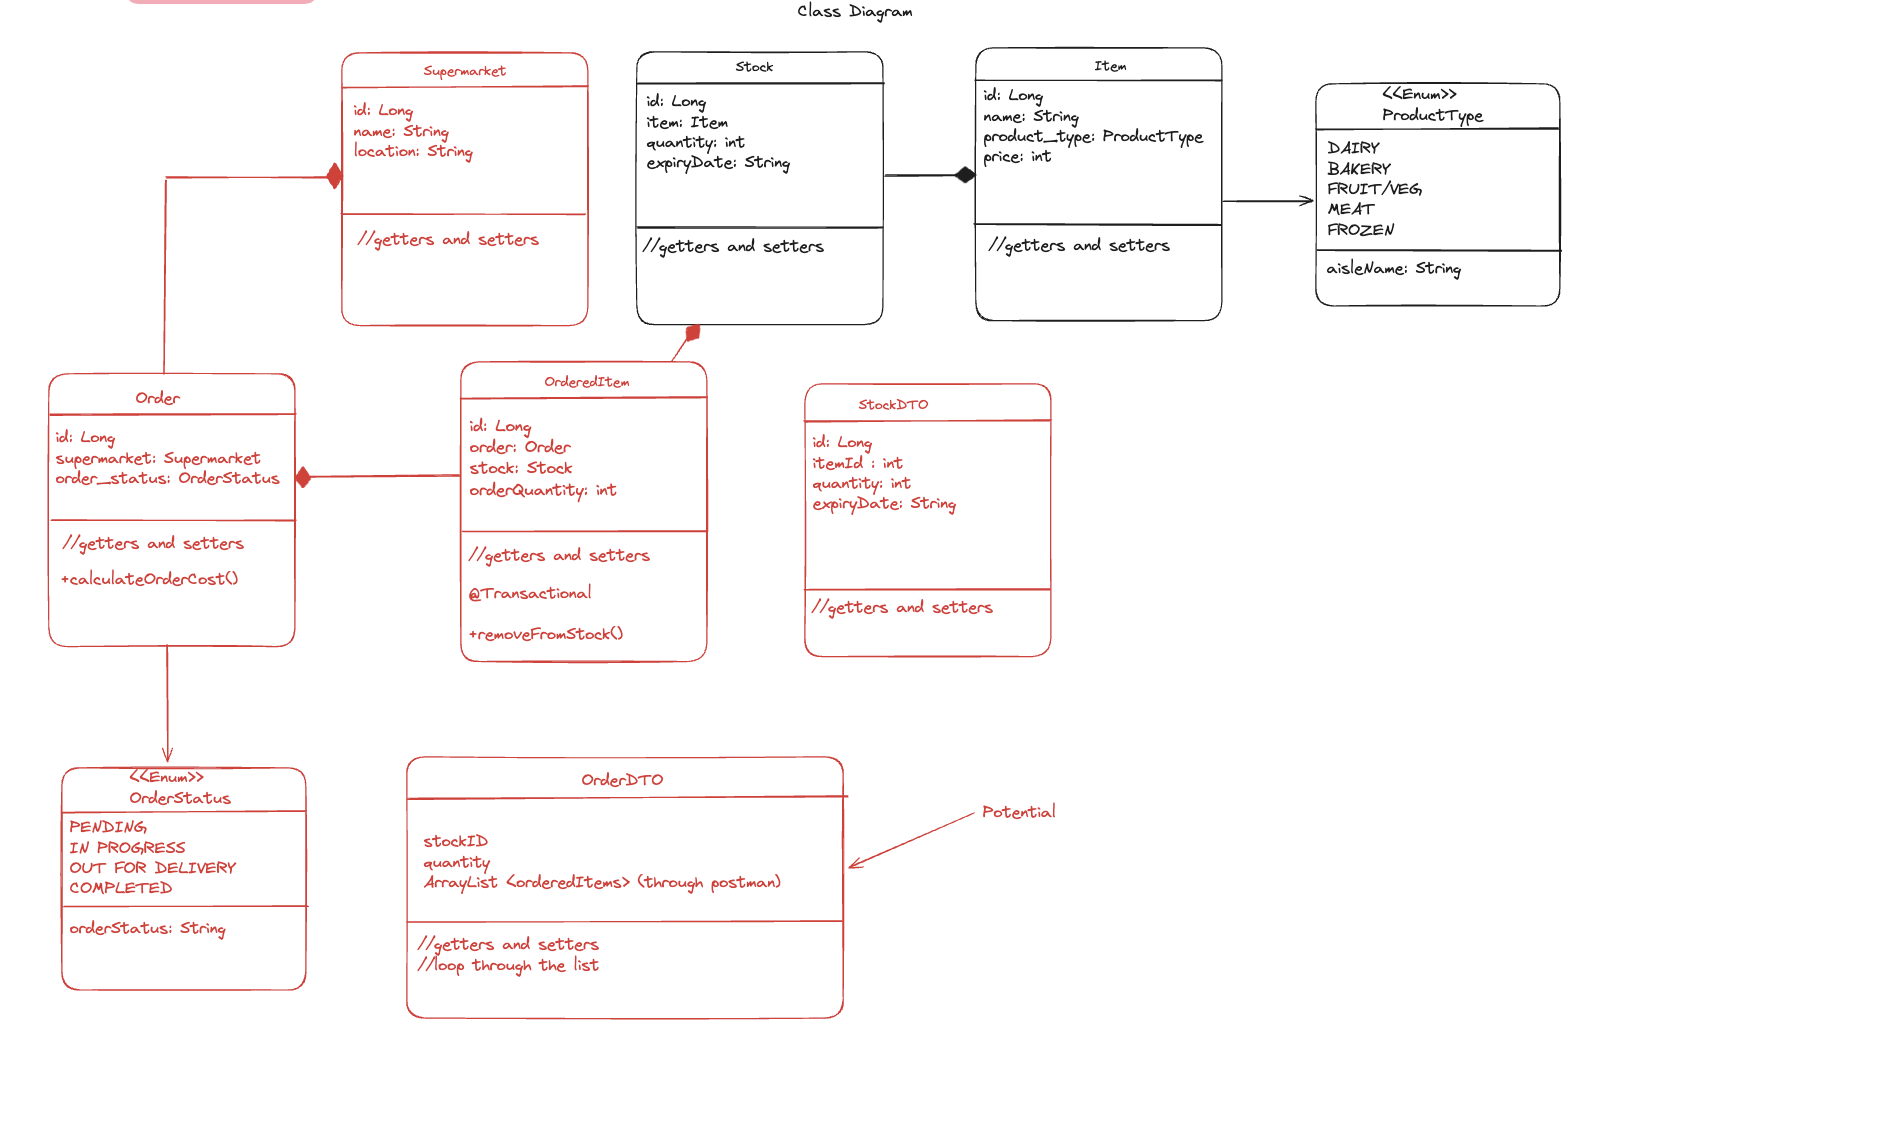 Class Diagram
Supermarket
id: Long
name: String
location: String
//getters and setters
Stock
id: Long
item: Item
quantity: int
expiryDate: String
//getters and setters
Item
id: Long
name: String
product_type: ProductType
price: int
//getters and setters
<<Enum>>
ProductType
DAIRY
BAKERY
FRUIT/VEG,
MEAT
FROZEN
aisleName: String
Order
id: Long
supermarket: Supermarket
order_status: OrderStatus
//getters and setters
+calculateOrderCost()
OrderedItem
id: Long
order: Order
stock: Stock
orderQuantity: int
//getters and setters
@Transactional
+removeFromStock()
StockDTO
id: Long
itemId : int
quantity: int
expiryDate: String
//getters and setters
<<Enum>>
OrderStatus
PENDING,
IN PROGRESS
OUT FOR DELIVERY
COMPLETED
orderStatus: String
OrderDTO
stockID
quantity
ArrayList <orderedItems> (through postman)
//getters and setters
//loop through the list
Potential